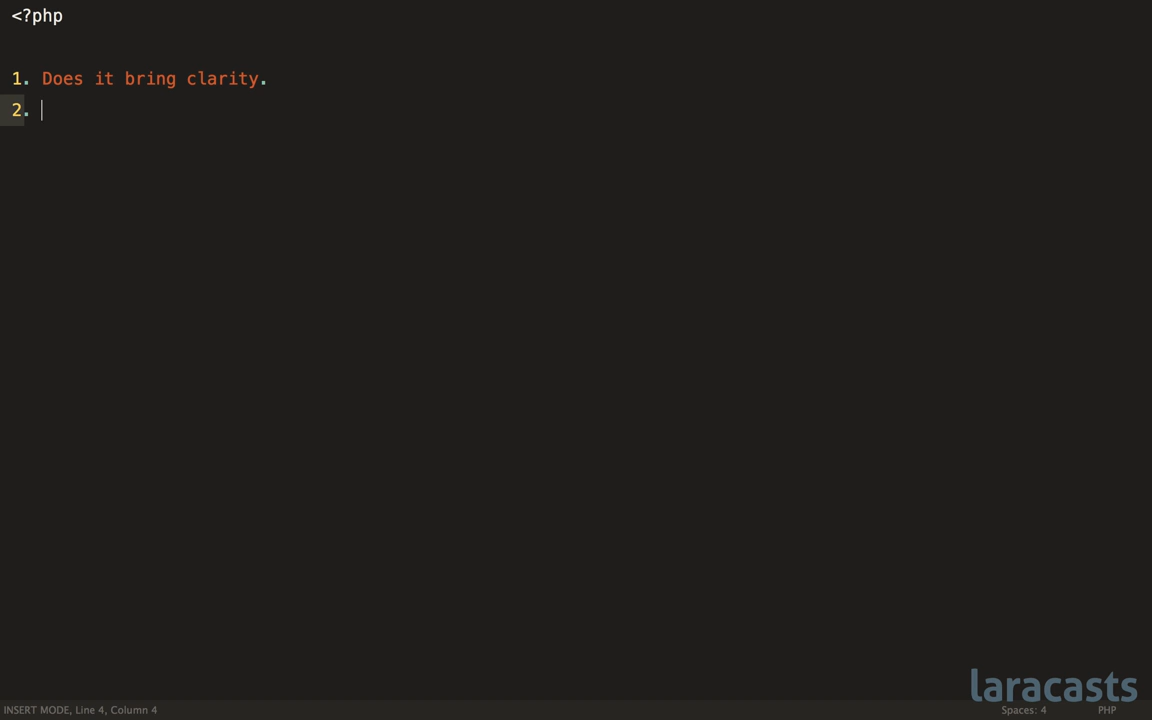 <?php
1. Does it bring clarity.
2.
laracasts
INSERT MODE, Line 4, Column 4
Spaces: 4
PHP